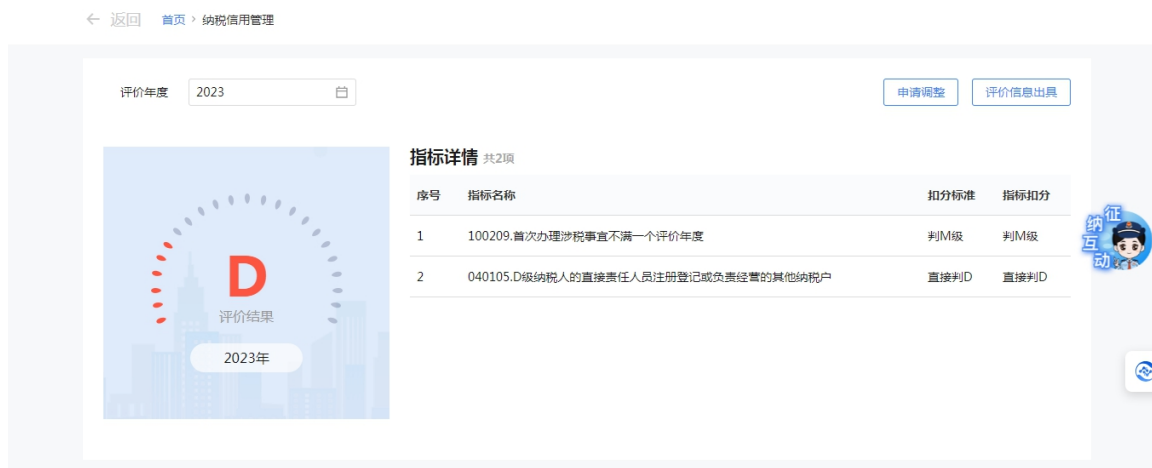 ← 返回 首页 > 纳税信用管理
评价年度 2023 申请调整 评价信息出具
指标详情 共2项
序号 指标名称 扣分标准 指标扣分
1 100209.首次办理涉税事宜不满一个评价年度 判M级 判M级
2 040105.D级纳税人的直接责任人员注册登记或负责经营的其他纳税户 直接判D 直接判D
D
评价结果
2023年
征纳互动